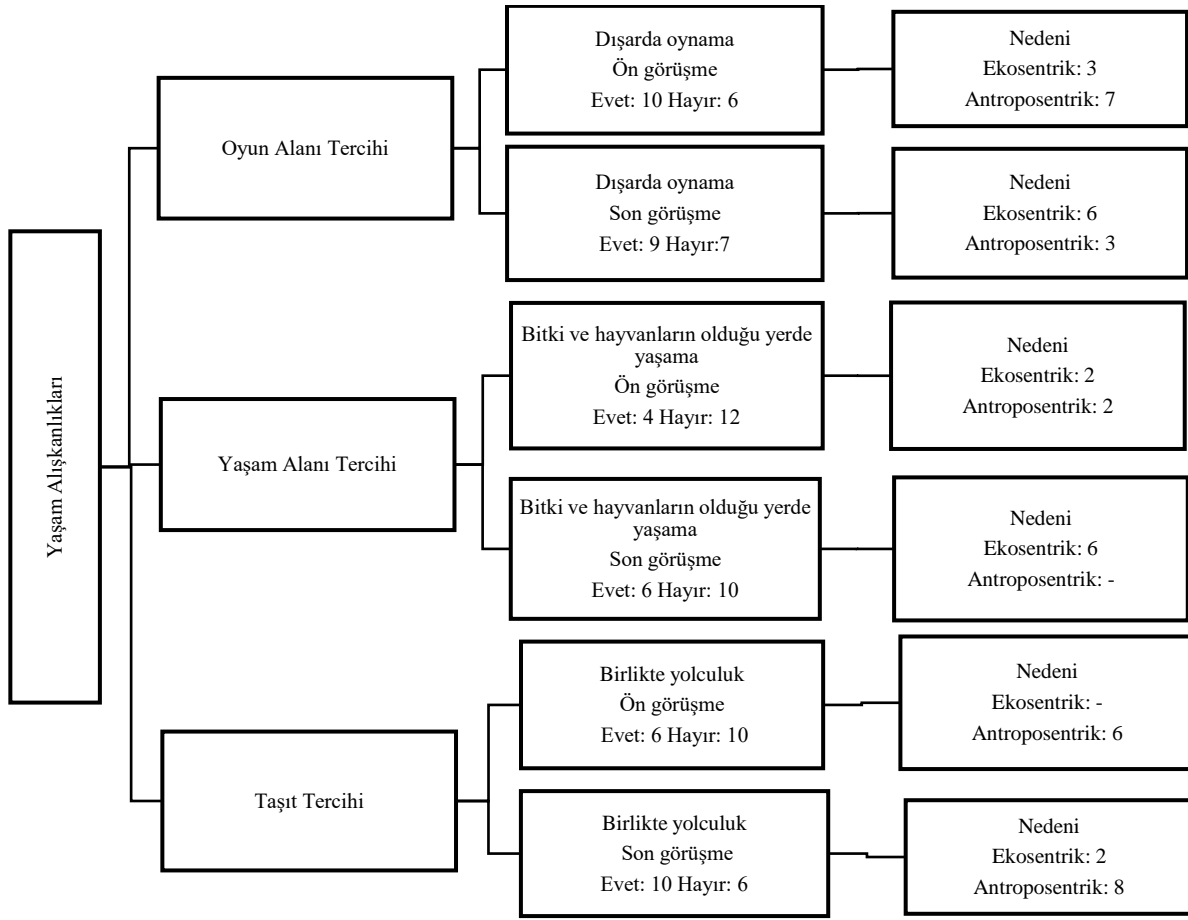 Yaşam Alışkanlıkları
Oyun Alanı Tercihi
Dışarda oynama
Ön görüşme
Evet: 10 Hayır: 6
Nedeni
Ekosentrik: 3
Antroposentrik: 7
Dışarda oynama
Son görüşme
Evet: 9 Hayır:7
Nedeni
Ekosentrik: 6
Antroposentrik: 3
Yaşam Alanı Tercihi
Bitki ve hayvanların olduğu yerde
yaşama
Ön görüşme
Evet: 4 Hayır: 12
Nedeni
Ekosentrik: 2
Antroposentrik: 2
Bitki ve hayvanların olduğu yerde
yaşama
Son görüşme
Evet: 6 Hayır: 10
Nedeni
Ekosentrik: 6
Antroposentrik: -
Taşıt Tercihi
Birlikte yolculuk
Ön görüşme
Evet: 6 Hayır: 10
Nedeni
Ekosentrik: -
Antroposentrik: 6
Birlikte yolculuk
Son görüşme
Evet: 10 Hayır: 6
Nedeni
Ekosentrik: 2
Antroposentrik: 8